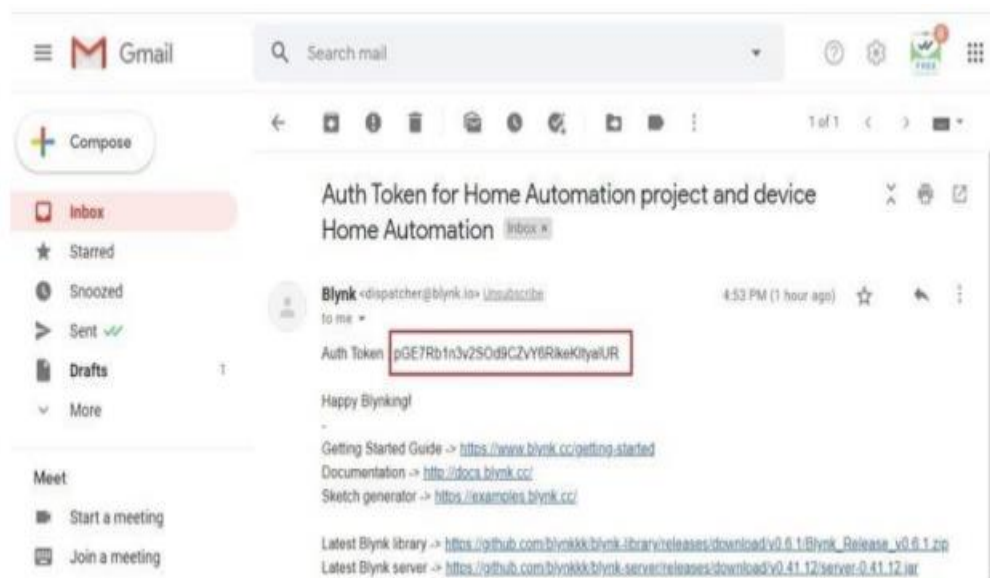 Gmail
Search mail
FREE
Compose
1 of 1
Inbox
Starred
Snoozed
Sent
Drafts 1
More
Meet
Start a meeting
Join a meeting
Auth Token for Home Automation project and device
Home Automation Inbox x
Blynk <dispatcher@blynk.io> Unsubscribe 4:53 PM (1 hour ago)
to me
Auth Token :
Happy Blynking!
-
Getting Started Guide -> https://www.blynk.cc/getting-started
Documentation -> http://docs.blynk.cc/
Sketch generator -> https://examples.blynk.cc/
Latest Blynk library -> https://github.com/blynkkk/blynk-library/releases/download/v0.6.1/Blynk_Release_v0.6.1.zip
Latest Blynk server -> https://github.com/blynkkk/blynk-server/releases/download/v0.41.12/server-0.41.12.jar